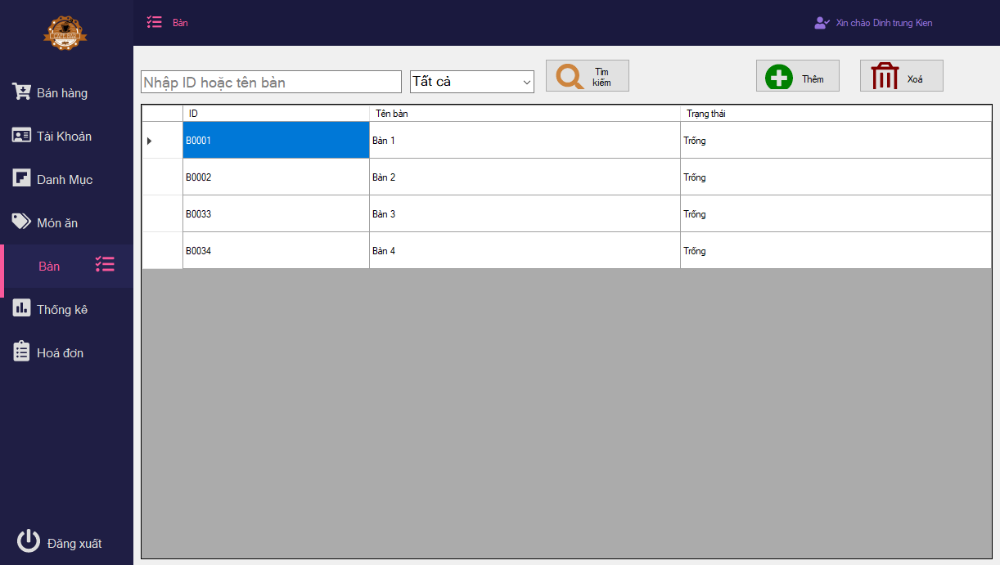 CAFE BAR
Bàn
Xin chào Dinh trung Kien
Bán hàng
Tài Khoản
Danh Mục
Món ăn
Bàn
Thống kê
Hoá đơn
Đăng xuất
Nhập ID hoặc tên bàn
Tất cả
Tìm
kiếm
Thêm
Xoá
ID Tên bàn Trạng thái
B0001 Bàn 1 Trống
B0002 Bàn 2 Trống
B0033 Bàn 3 Trống
B0034 Bàn 4 Trống